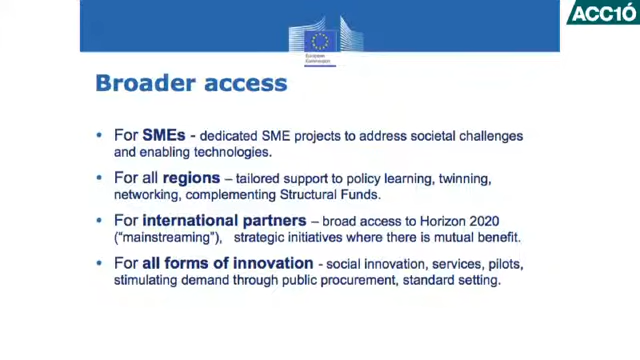 ACC1Ó
European
Commission
Broader access
• For SMEs - dedicated SME projects to address societal challenges
and enabling technologies.
• For all regions – tailored support to policy learning, twinning,
networking, complementing Structural Funds.
• For international partners – broad access to Horizon 2020
(“mainstreaming”), strategic initiatives where there is mutual benefit.
• For all forms of innovation - social innovation, services, pilots,
stimulating demand through public procurement, standard setting.